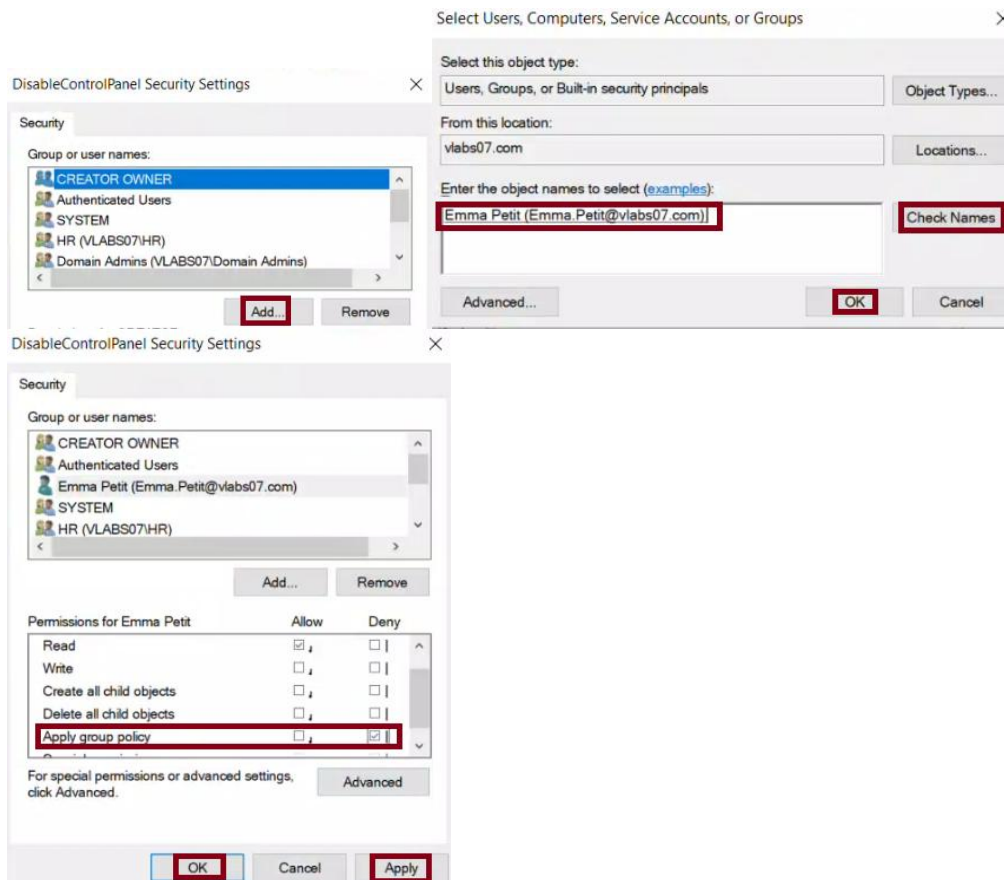 DisableControlPanel Security Settings
Security
Group or user names:
CREATOR OWNER
Authenticated Users
SYSTEM
HR (VLABS07\HR)
Domain Admins (VLABS07\Domain Admins)
Add...
Remove
Select Users, Computers, Service Accounts, or Groups
Select this object type:
Users, Groups, or Built-in security principals
Object Types...
From this location:
vlabs07.com
Locations...
Enter the object names to select (examples):
Emma Petit (Emma.Petit@vlabs07.com)
Check Names
Advanced...
OK
Cancel
DisableControlPanel Security Settings
Security
Group or user names:
CREATOR OWNER
Authenticated Users
Emma Petit (Emma.Petit@vlabs07.com)
SYSTEM
HR (VLABS07\HR)
Add...
Remove
Permissions for Emma Petit Allow Deny
Read
Write
Create all child objects
Delete all child objects
Apply group policy
For special permissions or advanced settings,
click Advanced.
Advanced
OK
Cancel
Apply